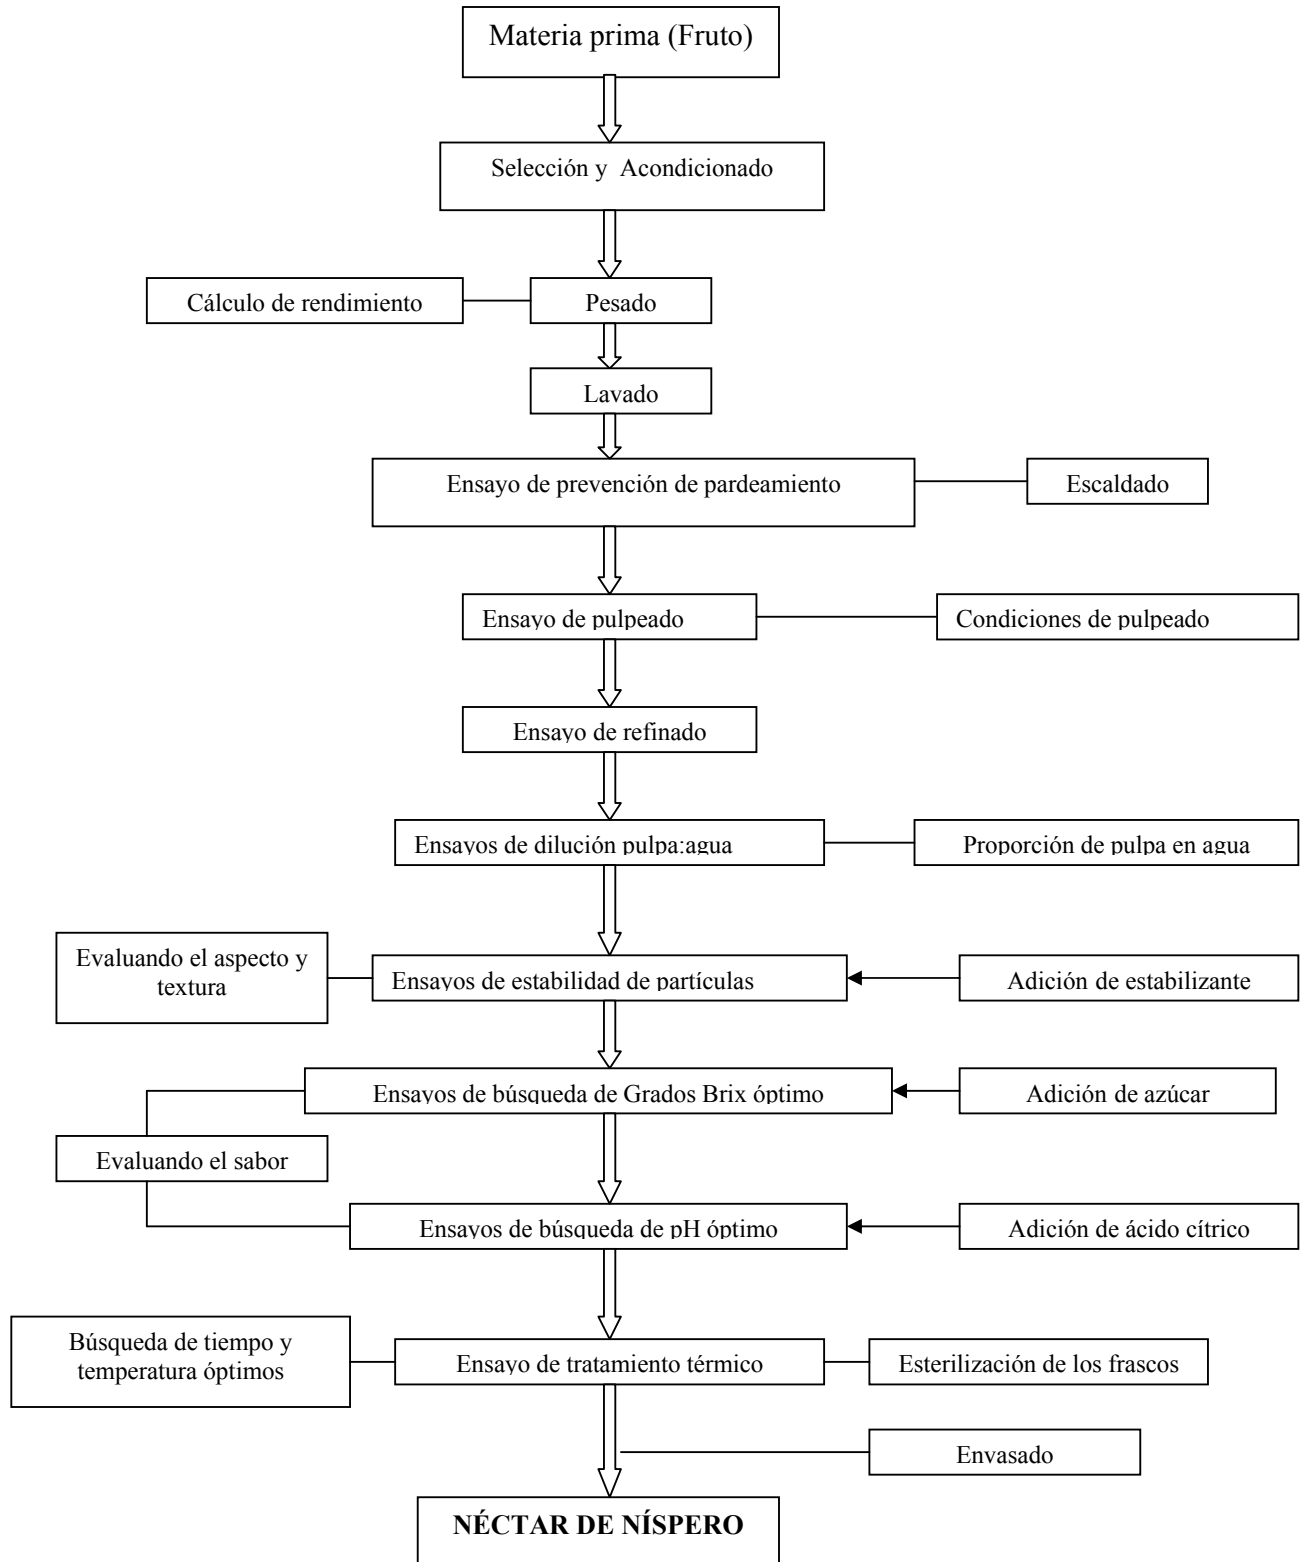 Materia prima (Fruto)
Selección y Acondicionado
Cálculo de rendimiento
Pesado
Lavado
Ensayo de prevención de pardeamiento
Escaldado
Ensayo de pulpeado
Condiciones de pulpeado
Ensayo de refinado
Ensayos de dilución pulpa:agua
Proporción de pulpa en agua
Evaluando el aspecto y
textura
Ensayos de estabilidad de partículas
Adición de estabilizante
Ensayos de búsqueda de Grados Brix óptimo
Adición de azúcar
Evaluando el sabor
Ensayos de búsqueda de pH óptimo
Adición de ácido cítrico
Búsqueda de tiempo y
temperatura óptimos
Ensayo de tratamiento térmico
Esterilización de los frascos
Envasado
NÉCTAR DE NÍSPERO